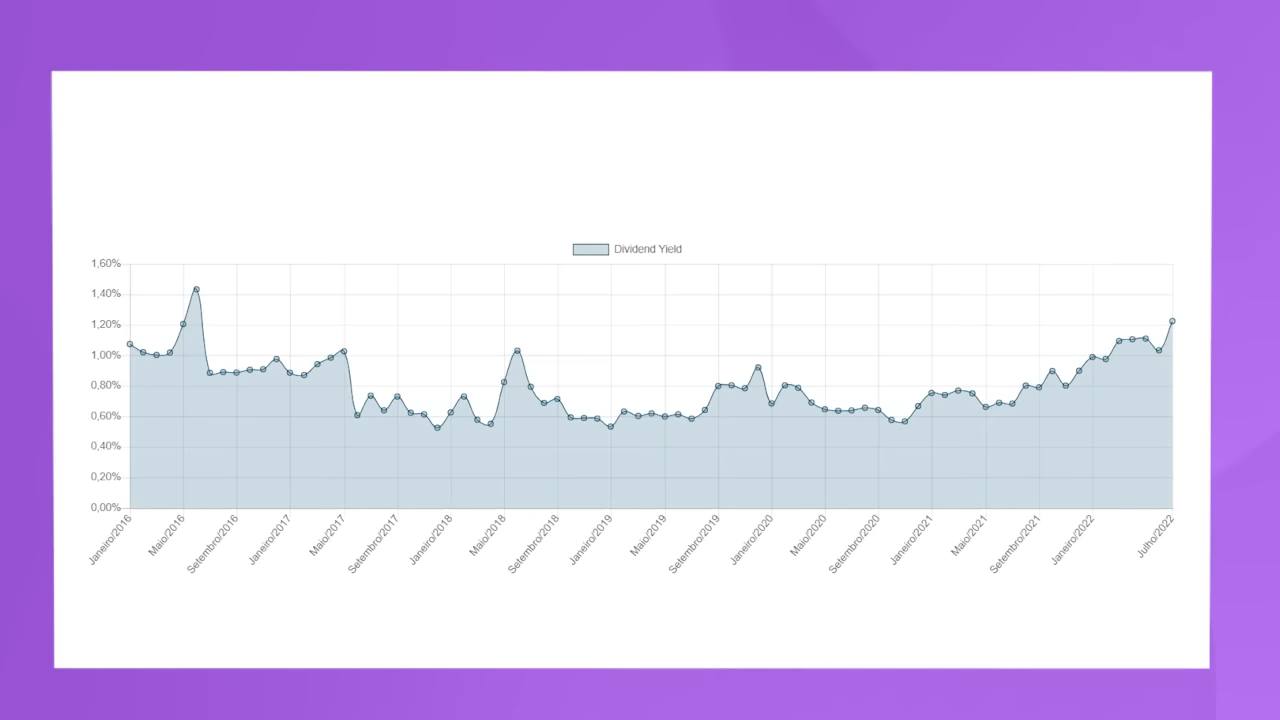 Dividend Yield
1,60%
1,40%
1,20%
1,00%
0,80%
0,60%
0,40%
0,20%
0,00%
Janeiro/2016
Maio/2016
Setembro/2016
Janeiro/2017
Maio/2017
Setembro/2017
Janeiro/2018
Maio/2018
Setembro/2018
Janeiro/2019
Maio/2019
Setembro/2019
Janeiro/2020
Maio/2020
Setembro/2020
Janeiro/2021
Maio/2021
Setembro/2021
Janeiro/2022
Julho/2022